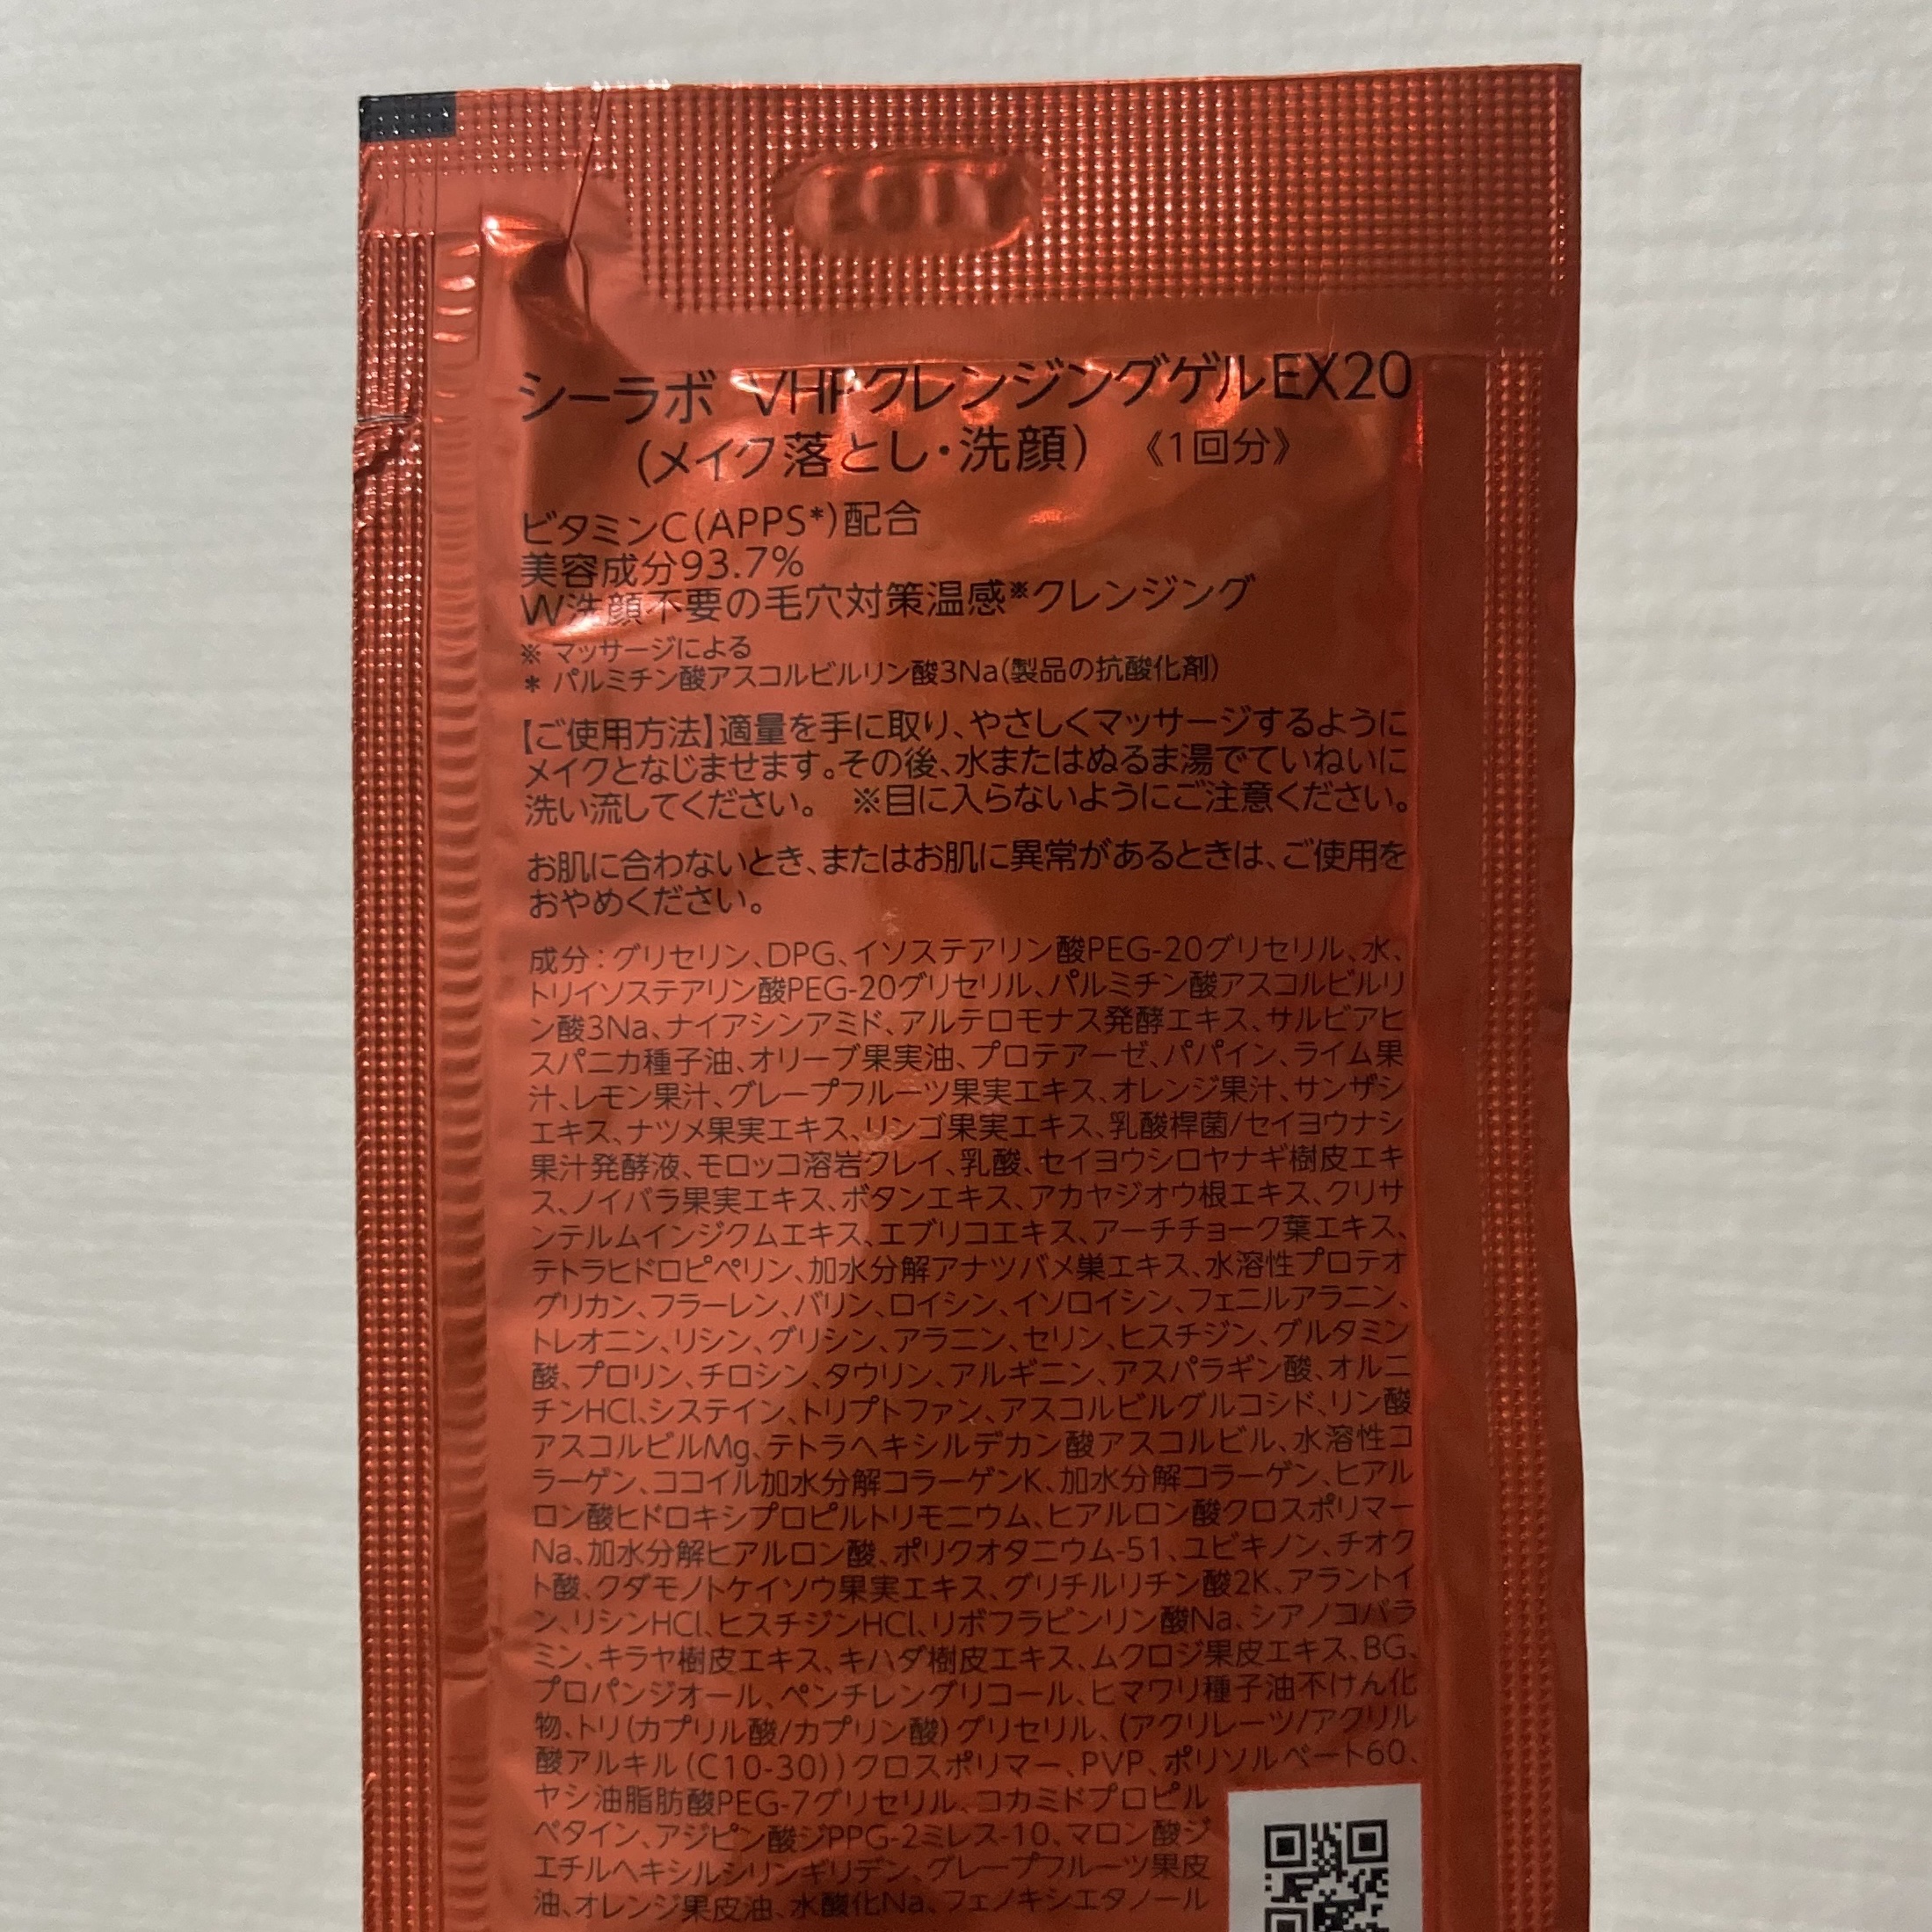 シーラボ VHPクレンジングゲルEX20
(メイク落とし・洗顔) 《1回分》
ビタミンC(APPS*)配合
美容成分93.7%
W洗顔不要の毛穴対策温感※クレンジング
※ マッサージによる
* パルミチン酸アスコルビルリン酸3Na(製品の抗酸化剤)
【ご使用方法】適量を手に取り、やさしくマッサージするように
メイクとなじませます。その後、水またはぬるま湯でていねいに
洗い流してください。 ※目に入らないようにご注意ください。
お肌に合わないとき、またはお肌に異常があるときは、ご使用を
おやめください。
成分:グリセリン、DPG、イソステアリン酸PEG-20グリセリル、水、
トリイソステアリン酸PEG-20グリセリル、パルミチン酸アスコルビルリ
ン酸3Na、ナイアシンアミド、アルテロモナス発酵エキス、サルビアヒ
スパニカ種子油、オリーブ果実油、プロテアーゼ、パパイン、ライム果
汁、レモン果汁、グレープフルーツ果実エキス、オレンジ果汁、サンザシ
エキス、ナツメ果実エキス、リンゴ果実エキス、乳酸桿菌/セイヨウナシ
果汁発酵液、モロッコ溶岩クレイ、乳酸、セイヨウシロヤナギ樹皮エキ
ス、ノイバラ果実エキス、ボタンエキス、アカヤジオウ根エキス、クリサ
ンテルムインジクムエキス、エブリコエキス、アーチチョーク葉エキス、
テトラヒドロピペリン、加水分解アナツバメ巣エキス、水溶性プロテオ
グリカン、フラーレン、バリン、ロイシン、イソロイシン、フェニルアラニン、
トレオニン、リシン、グリシン、アラニン、セリン、ヒスチジン、グルタミン
酸、プロリン、チロシン、タウリン、アルギニン、アスパラギン酸、オルニ
チンHCl、システイン、トリプトファン、アスコルビルグルコシド、リン酸
アスコルビルMg、テトラヘキシルデカン酸アスコルビル、水溶性コ
ラーゲン、ココイル加水分解コラーゲンK、加水分解コラーゲン、ヒアル
ロン酸ヒドロキシプロピルトリモニウム、ヒアルロン酸クロスポリマー
Na、加水分解ヒアルロン酸、ポリクオタニウム-51、ユビキノン、チオク
ト酸、クダモノトケイソウ果実エキス、グリチルリチン酸2K、アラントイ
ン、リシンHCl、ヒスチジンHCl、リボフラビンリン酸Na、シアノコバラ
ミン、キラヤ樹皮エキス、キハダ樹皮エキス、ムクロジ果皮エキス、BG、
プロパンジオール、ペンチレングリコール、ヒマワリ種子油不けん化
物、トリ(カプリル酸/カプリン酸)グリセリル、(アクリレーツ/アクリル
酸アルキル(C10-30))クロスポリマー、PVP、ポリソルベート60、
ヤシ油脂肪酸PEG-7グリセリル、コカミドプロピル
ベタイン、アジピン酸ジPPG-2ミレス-10、マロン酸ジ
エチルヘキシルシリンギリデン、グレープフルーツ果皮
油、オレンジ果皮油、水酸化Na、フェノキシエタノール